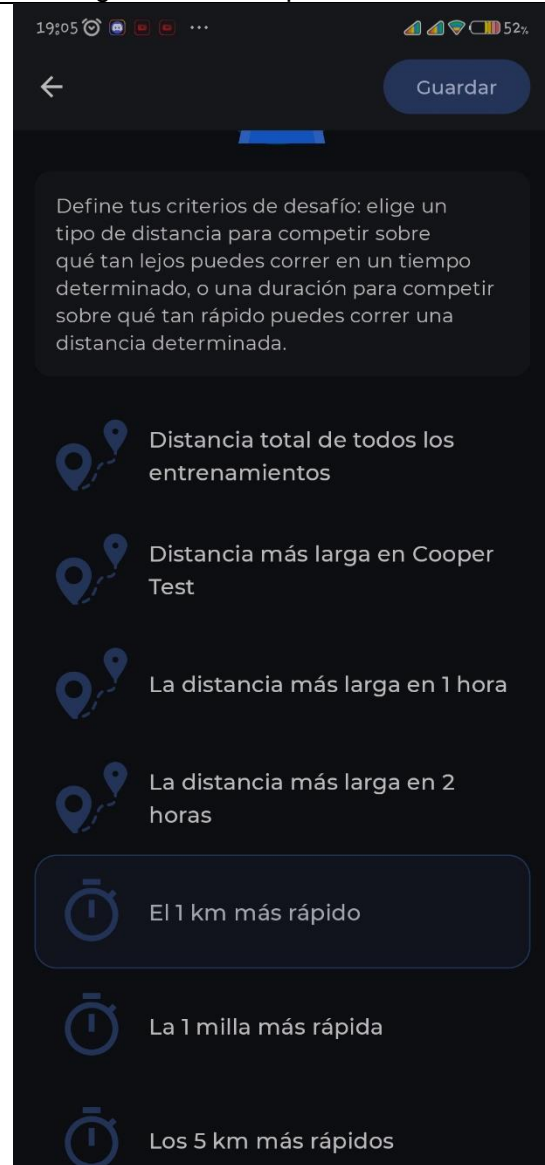 19:05 52%
Guardar
Define tus criterios de desafío: elige un
tipo de distancia para competir sobre
qué tan lejos puedes correr en un tiempo
determinado, o una duración para competir
sobre qué tan rápido puedes correr una
distancia determinada.
Distancia total de todos los
entrenamientos
Distancia más larga en Cooper
Test
La distancia más larga en 1 hora
La distancia más larga en 2
horas
El 1 km más rápido
La 1 milla más rápida
Los 5 km más rápidos